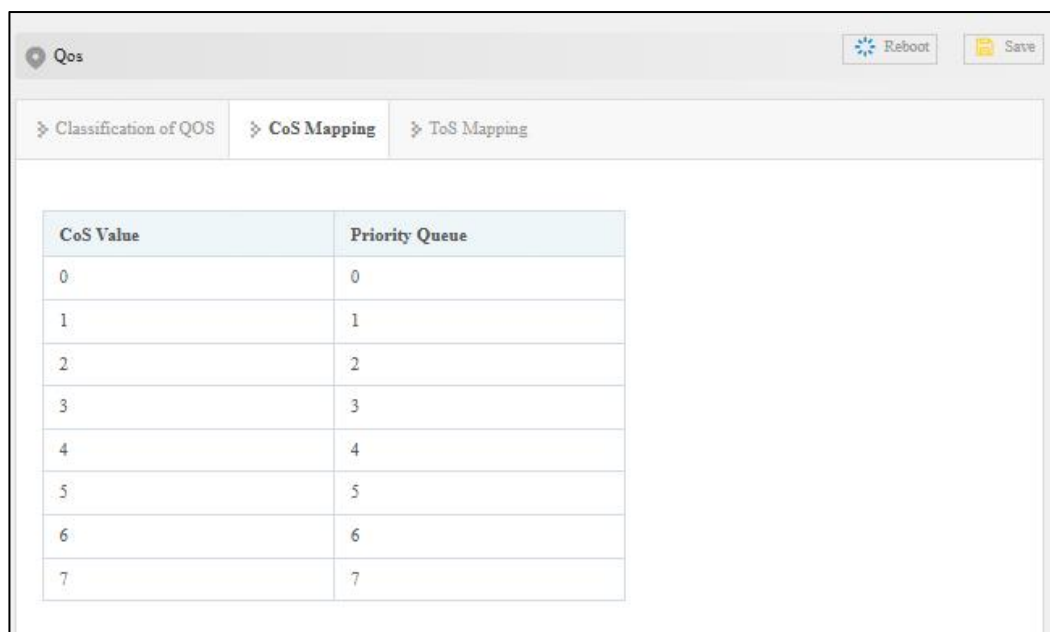 Qos Reboot Save
Classification of QOS CoS Mapping ToS Mapping
CoS Value Priority Queue
0 0
1 1
2 2
3 3
4 4
5 5
6 6
7 7